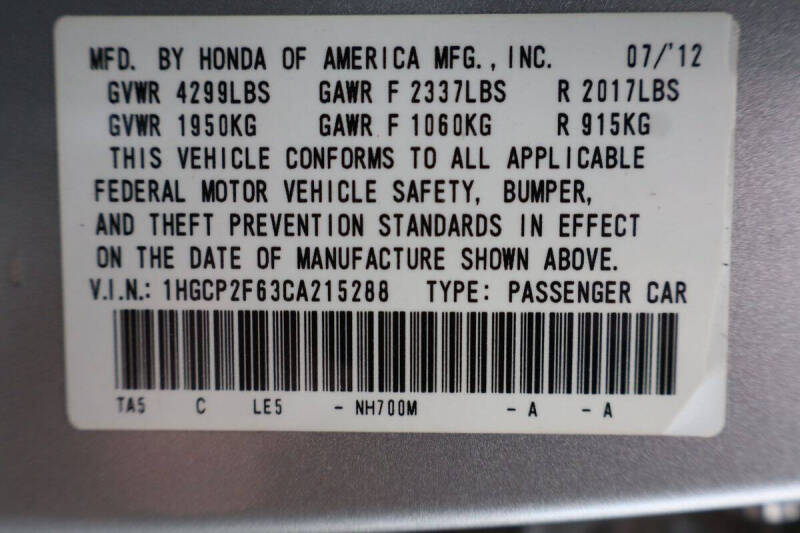 MFD. BY HONDA OF AMERICA MFG., INC. 07/'12
GVWR 4299LBS GAWR F 2337LBS R 2017LBS
GVWR 1950KG GAWR F 1060KG R 915KG
THIS VEHICLE CONFORMS TO ALL APPLICABLE
FEDERAL MOTOR VEHICLE SAFETY, BUMPER,
AND THEFT PREVENTION STANDARDS IN EFFECT
ON THE DATE OF MANUFACTURE SHOWN ABOVE.
V.I.N.: 1HGCP2F63CA215288 TYPE: PASSENGER CAR
TA5 C LE5 - NH700M - A - A